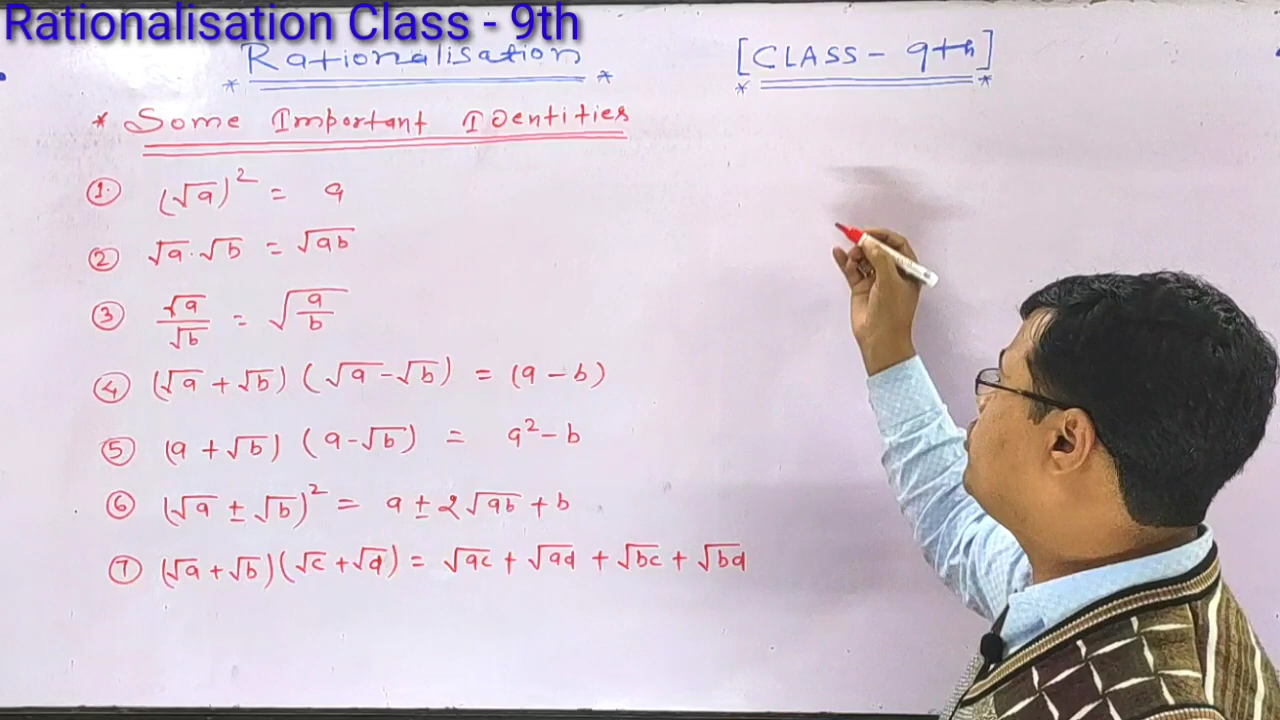 Rationalisation Class - 9th
* Rationalisation * * [CLASS - 9th] *
* Some Important IDentities
① (√a)² = a
② √a · √b = √ab
③ √a/√b = √(a/b)
④ (√a + √b) (√a - √b) = (a - b)
⑤ (a + √b) (a - √b) = a² - b
⑥ (√a ± √b)² = a ± 2√ab + b
⑦ (√a + √b)(√c + √d) = √ac + √ad + √bc + √bd